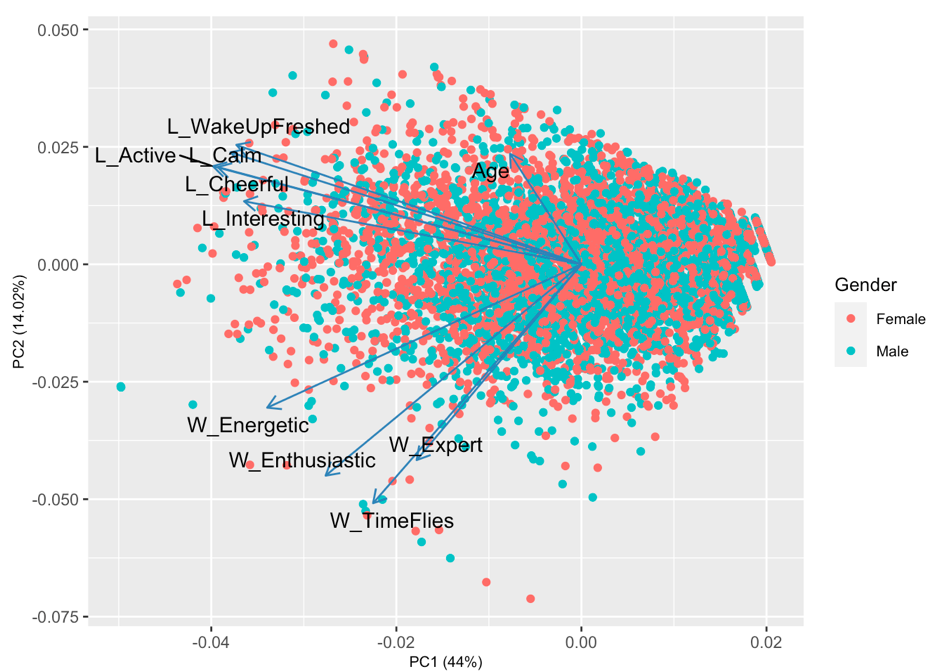 0.050
0.025
0.000
-0.025
-0.050
-0.075
PC2 (14.02%)
L_WakeUpFreshed
L_Active
L_Calm
L_Cheerful
L_Interesting
Age
W_Energetic
W_Expert
W_Enthusiastic
W_TimeFlies
-0.04
-0.02
0.00
0.02
PC1 (44%)
Gender
Female
Male